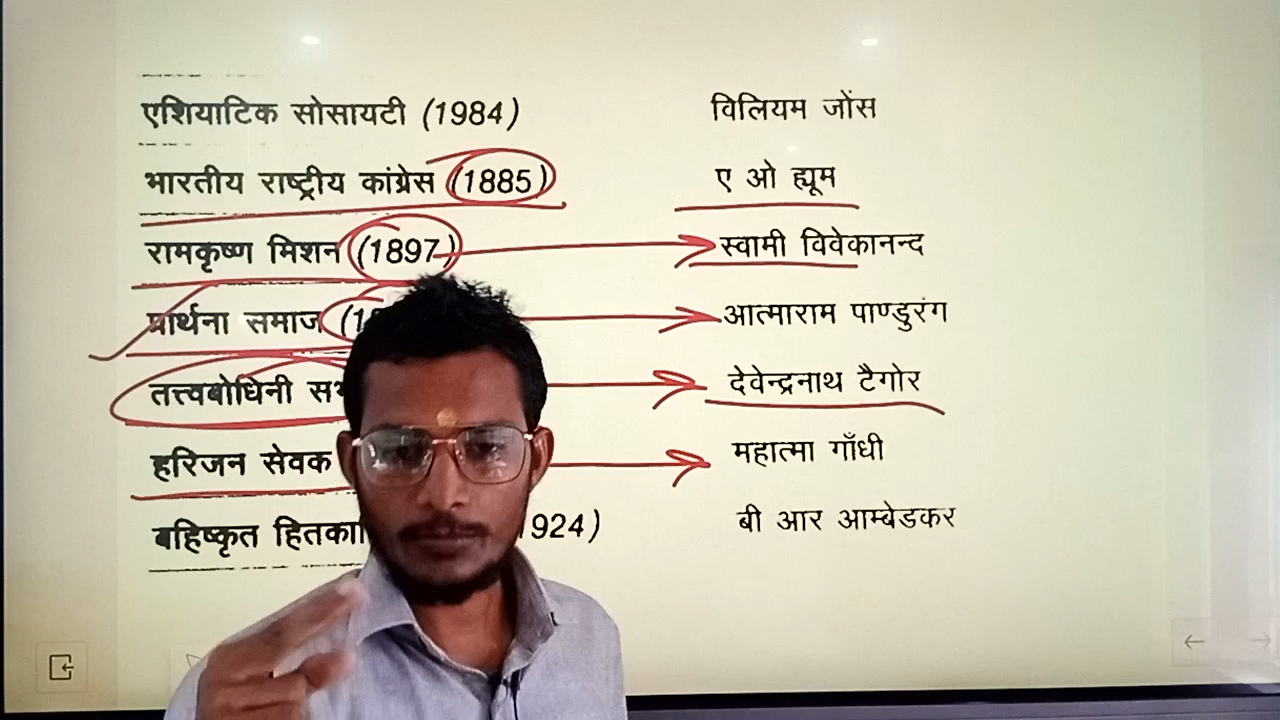 एशियाटिक सोसायटी (1984) विलियम जोंस
भारतीय राष्ट्रीय कांग्रेस (1885) ए ओ ह्यूम
रामकृष्ण मिशन (1897) स्वामी विवेकानन्द
प्रार्थना समाज आत्माराम पाण्डुरंग
तत्त्वबोधिनी देवेन्द्रनाथ टैगोर
हरिजन सेवक महात्मा गाँधी
बहिष्कृत 924) बी आर आम्बेडकर